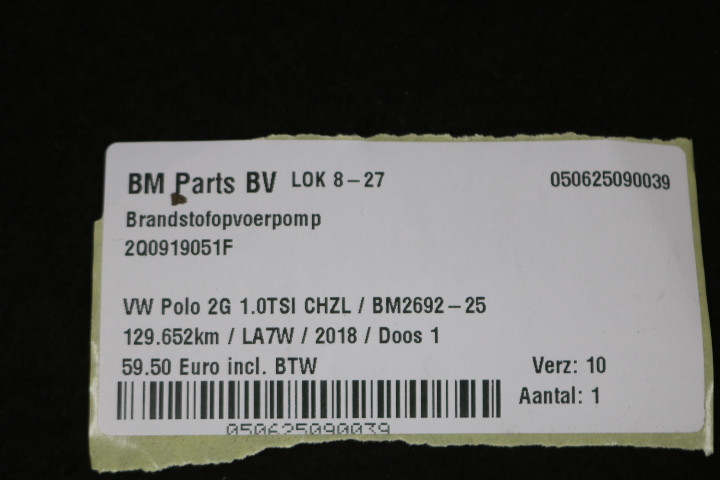 BM Parts BV LOK 8-27 050625090039
Brandstofopvoerpomp
2Q0919051F
VW Polo 2G 1.0TSI CHZL / BM2692-25
129.652km / LA7W / 2018 / Doos 1
59.50 Euro incl. BTW Verz: 10
Aantal: 1
050625090039